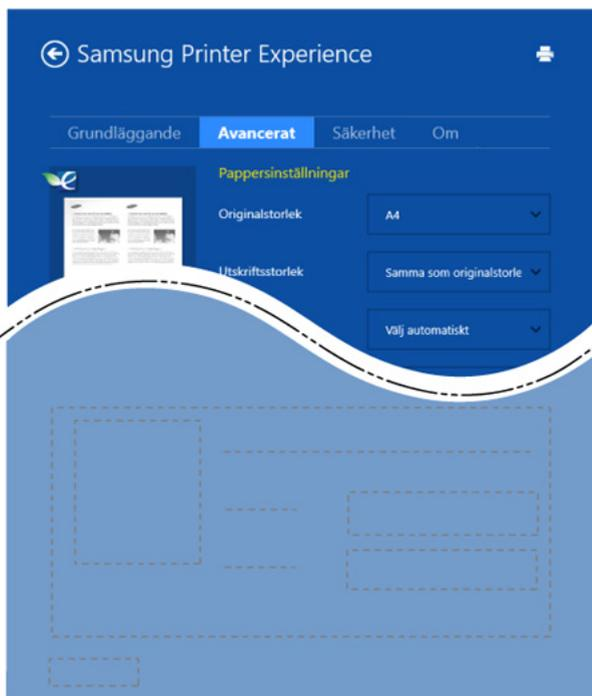 Samsung Printer Experience
Grundläggande Avancerat Säkerhet Om
Pappersinställningar
Originalstorlek A4
Utskriftsstorlek Samma som originalstorle
Välj automatiskt